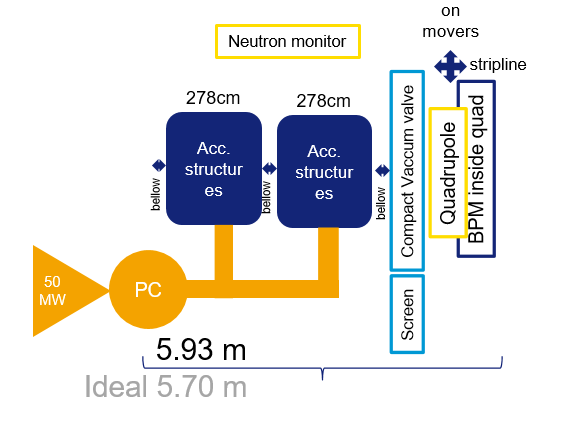 on
movers
Neutron monitor
stripline
278cm
278cm
Acc.
structur
es
Acc.
structur
es
bellow
bellow
bellow
Compact Vaccum valve
Quadrupole
BPM inside quad
50
MW
PC
Screen
5.93 m
Ideal 5.70 m